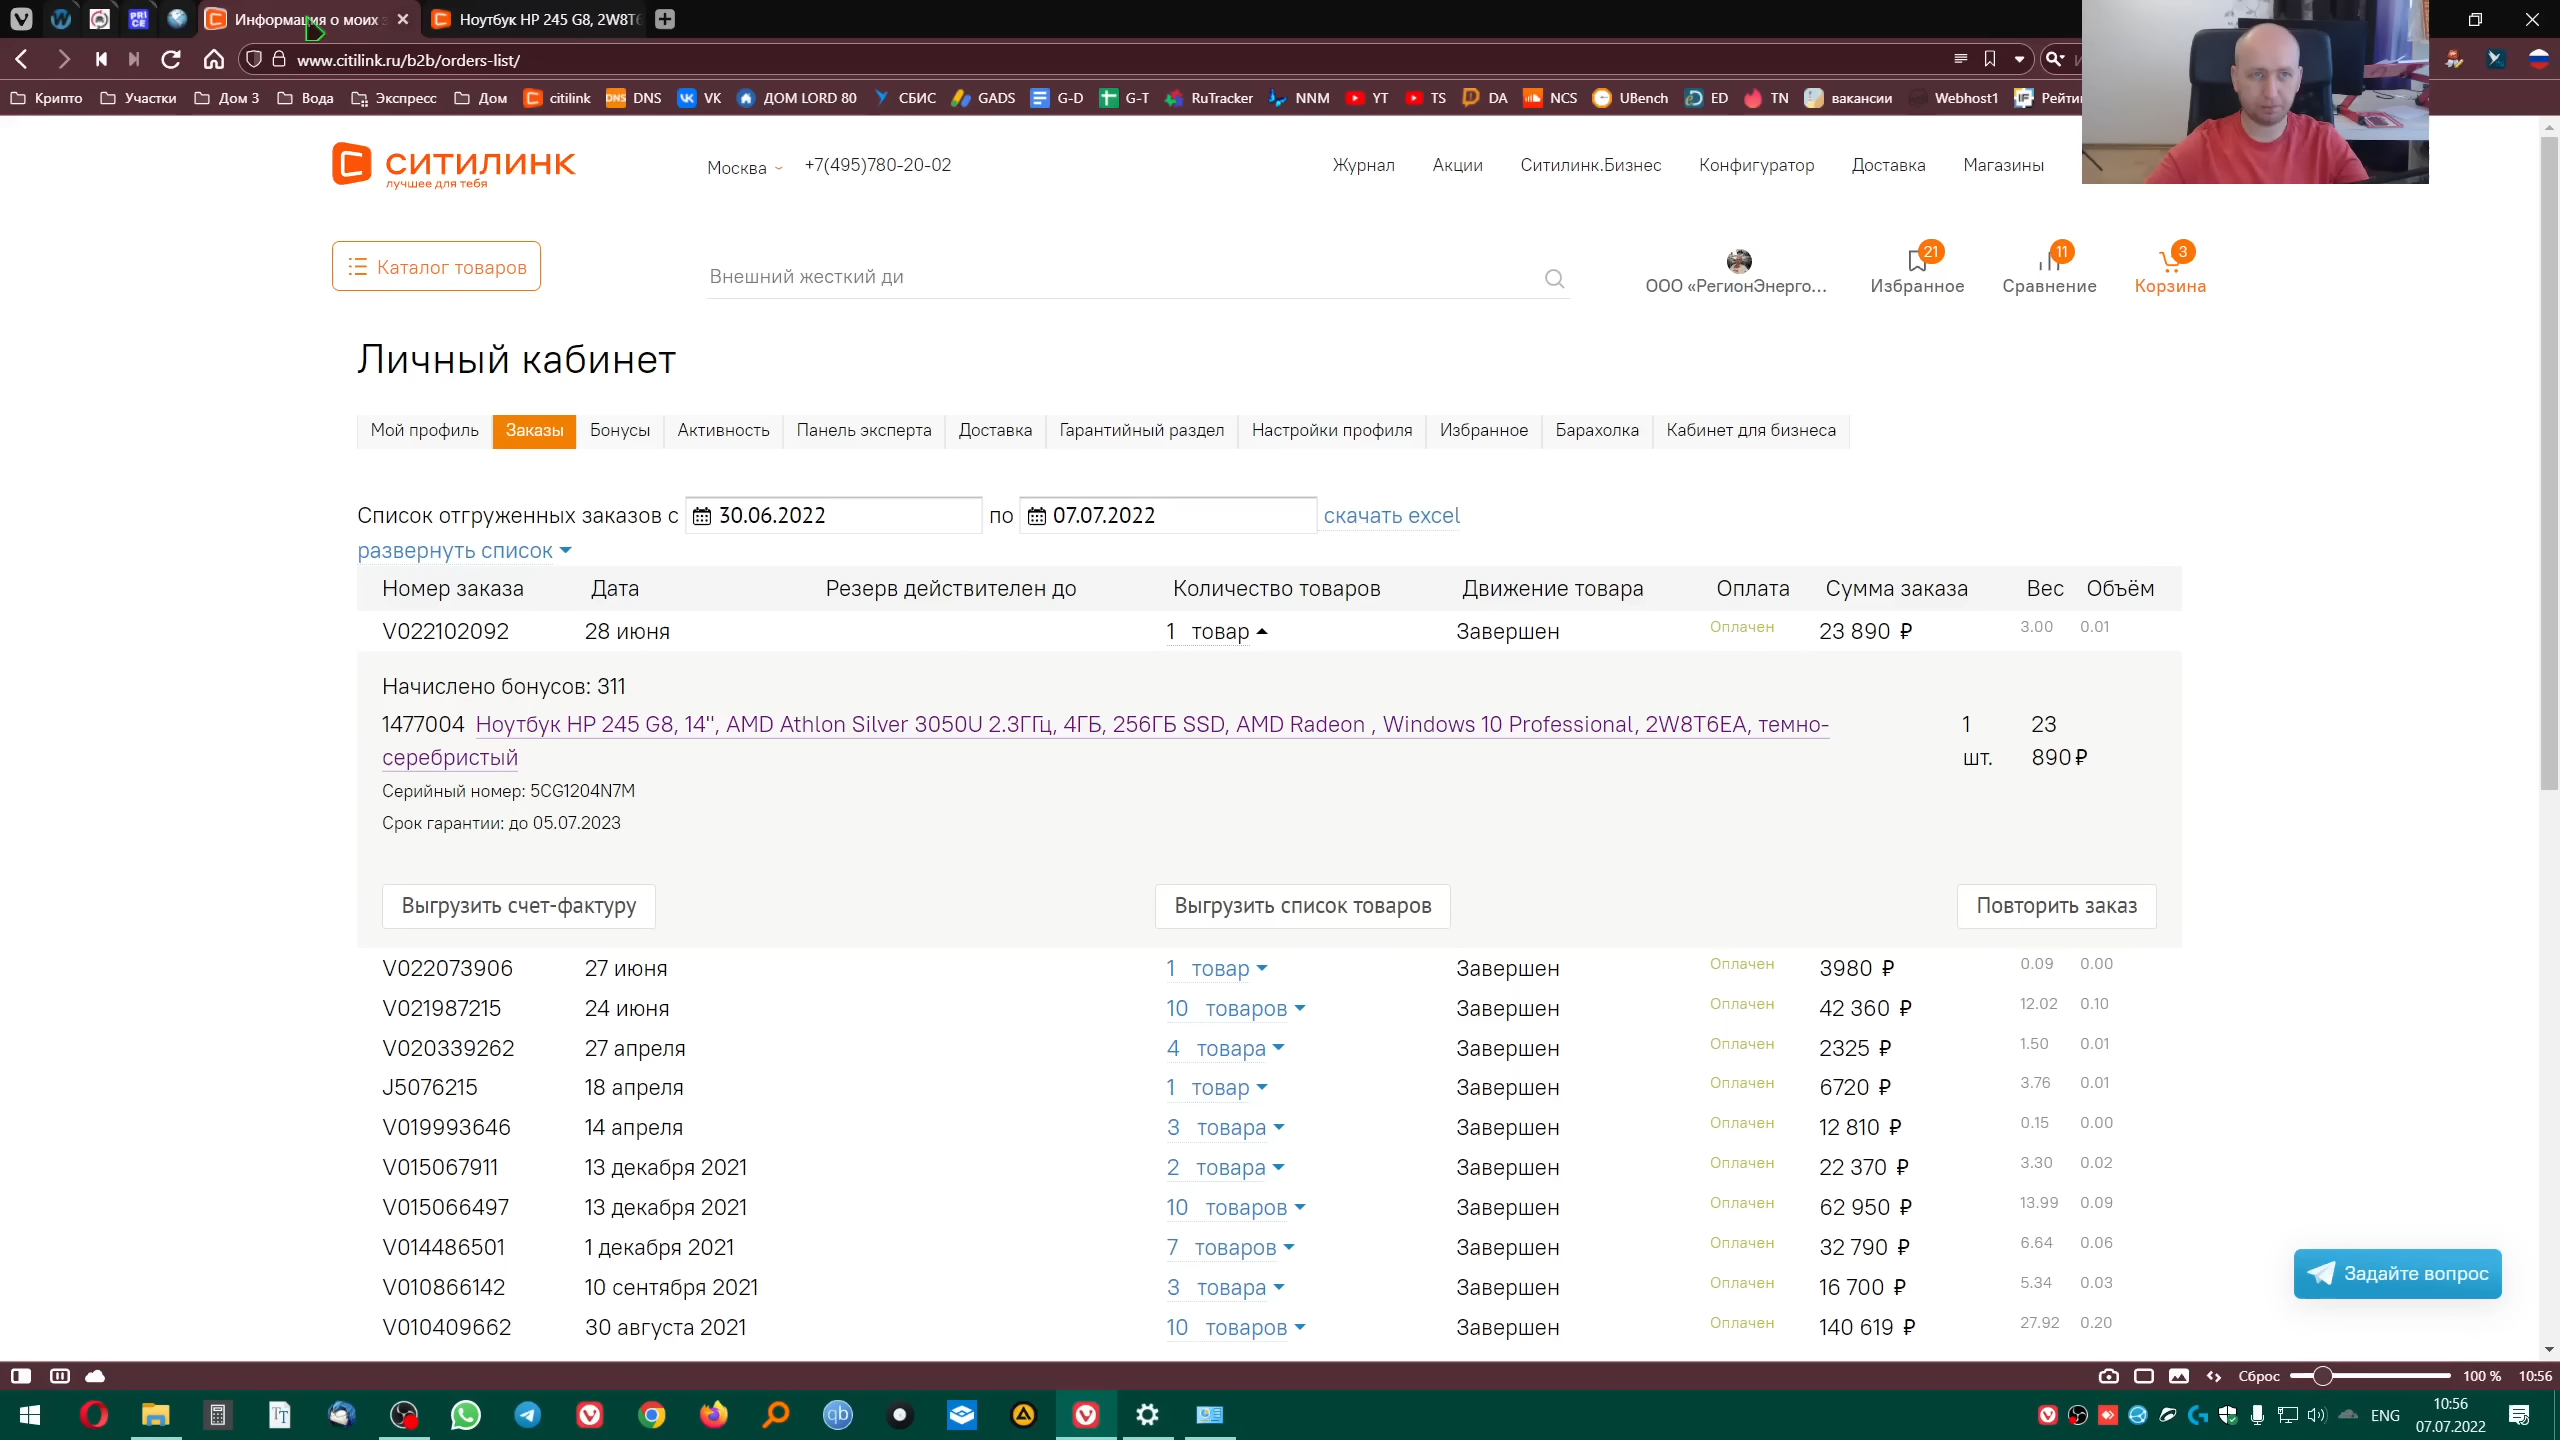 Информация о моих з
Ноутбук HP 245 G8, 2W8T6
www.citilink.ru/b2b/orders-list/
Крипто
Участки
Дом 3
Вода
Экспресс
Дом
citilink
DNS
VK
ДОМ LORD 80
СБИС
GADS
G-D
G-T
RuTracker
NNM
YT
TS
DA
NCS
UBench
ED
TN
вакансии
Webhost1
Рейти
СИТИЛИНК
лучшее для тебя
Москва
+7(495)780-20-02
Журнал
Акции
Ситилинк.Бизнес
Конфигуратор
Доставка
Магазины
Каталог товаров
Внешний жесткий ди
ООО «РегионЭнерго...
21
Избранное
11
Сравнение
3
Корзина
Личный кабинет
Мой профиль
Заказы
Бонусы
Активность
Панель эксперта
Доставка
Гарантийный раздел
Настройки профиля
Избранное
Барахолка
Кабинет для бизнеса
Список отгруженных заказов с 30.06.2022 по 07.07.2022 скачать excel
развернуть список
Номер заказа Дата Резерв действителен до Количество товаров Движение товара Оплата Сумма заказа Вес Объём
V022102092 28 июня 1 товар Завершен Оплачен 23 890 ₽ 3.00 0.01
Начислено бонусов: 311
1477004 Ноутбук HP 245 G8, 14", AMD Athlon Silver 3050U 2.3ГГц, 4ГБ, 256ГБ SSD, AMD Radeon , Windows 10 Professional, 2W8T6EA, темно- 1 23
серебристый шт. 890₽
Серийный номер: 5CG1204N7M
Срок гарантии: до 05.07.2023
Выгрузить счет-фактуру
Выгрузить список товаров
Повторить заказ
V022073906 27 июня 1 товар Завершен Оплачен 3980 ₽ 0.09 0.00
V021987215 24 июня 10 товаров Завершен Оплачен 42 360 ₽ 12.02 0.10
V020339262 27 апреля 4 товара Завершен Оплачен 2325 ₽ 1.50 0.01
J5076215 18 апреля 1 товар Завершен Оплачен 6720 ₽ 3.76 0.01
V019993646 14 апреля 3 товара Завершен Оплачен 12 810 ₽ 0.15 0.00
V015067911 13 декабря 2021 2 товара Завершен Оплачен 22 370 ₽ 3.30 0.02
V015066497 13 декабря 2021 10 товаров Завершен Оплачен 62 950 ₽ 13.99 0.09
V014486501 1 декабря 2021 7 товаров Завершен Оплачен 32 790 ₽ 6.64 0.06
V010866142 10 сентября 2021 3 товара Завершен Оплачен 16 700 ₽ 5.34 0.03
V010409662 30 августа 2021 10 товаров Завершен Оплачен 140 619 ₽ 27.92 0.20
Задайте вопрос
Сброс
100 %
10:56
ENG
10:56
07.07.2022